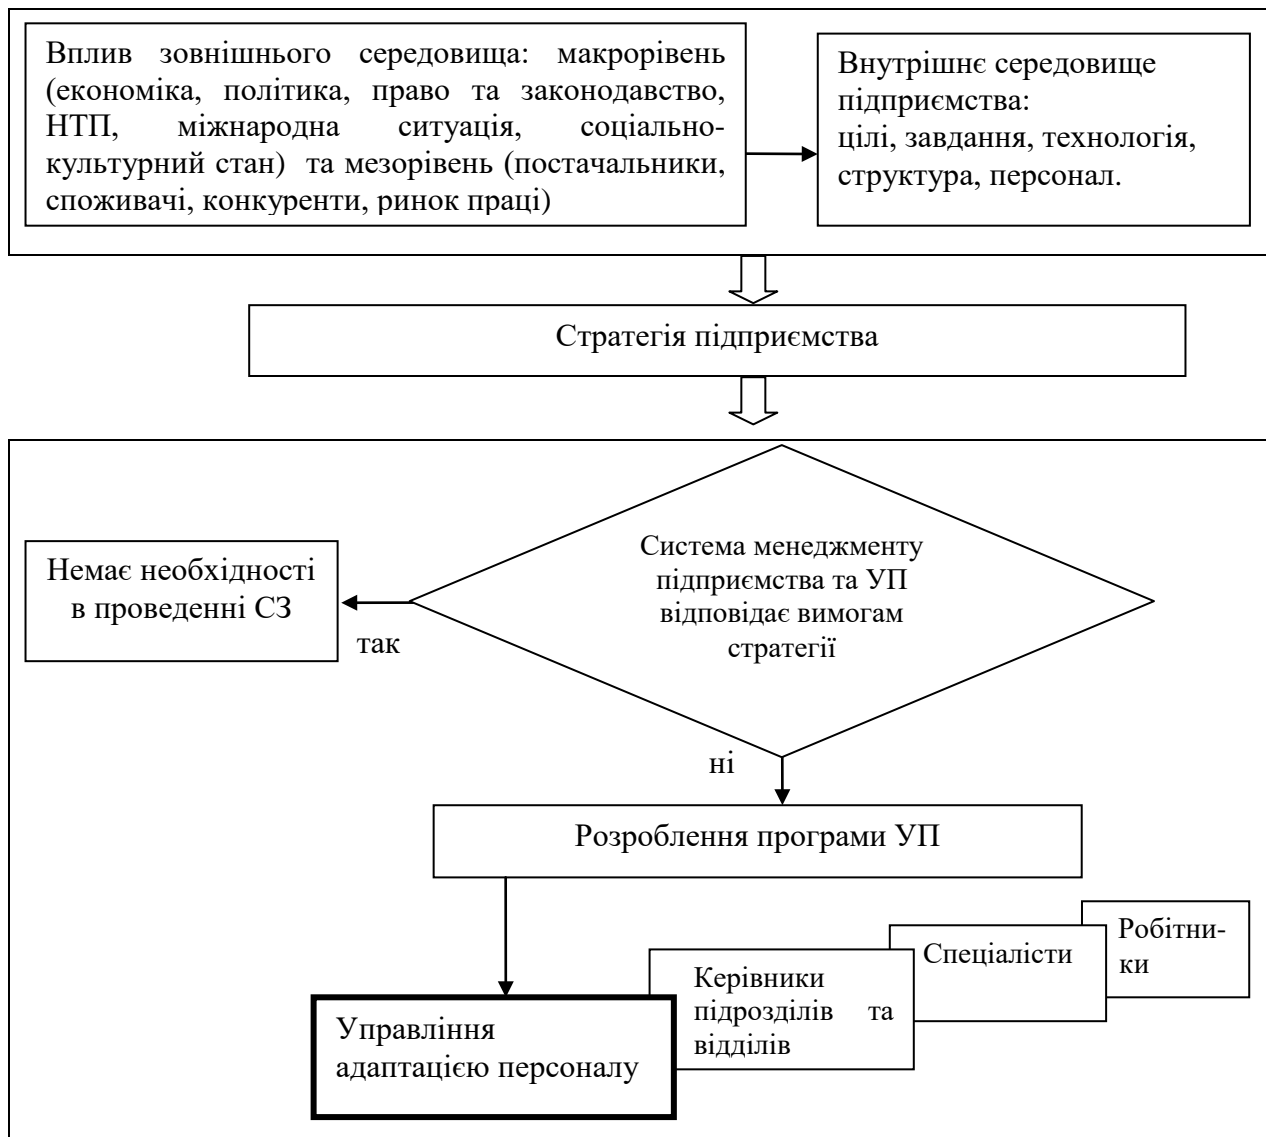 Вплив зовнішнього середовища: макрорівень
(економіка, політика, право та законодавство,
НТП, міжнародна ситуація, соціально-
культурний стан) та мезорівень (постачальники,
споживачі, конкуренти, ринок праці)
Внутрішнє середовище
підприємства:
цілі, завдання, технологія,
структура, персонал.
Стратегія підприємства
Система менеджменту
підприємства та УП
відповідає вимогам
стратегії
Немає необхідності
в проведенні СЗ
так
ні
Розроблення програми УП
Управління
адаптацією персоналу
Керівники
підрозділів та
відділів
Спеціалісти
Робітни-
ки